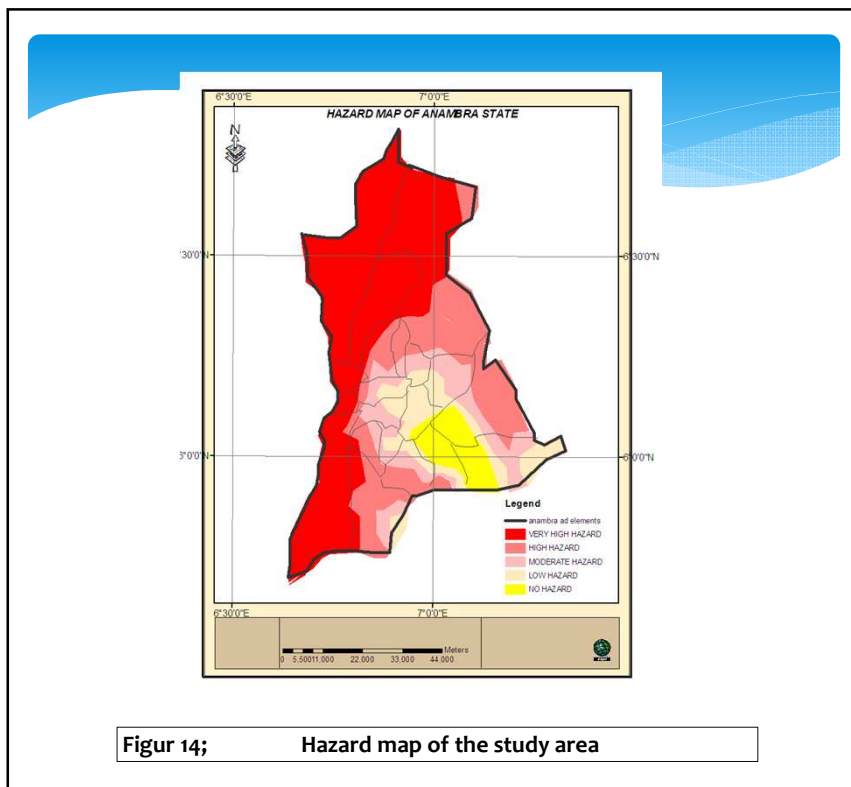 6°30'0"E 7°0'0"E
HAZARD MAP OF ANAMBRA STATE
N
:30'0"N 6°30'0"N
6°0'0"N 6°0'0"N
Legend
anambra ad elements
VERY HIGH HAZARD
HIGH HAZARD
MODERATE HAZARD
LOW HAZARD
NO HAZARD
6°30'0"E 7°0'0"E
Meters
0 5,50011,000 22,000 33,000 44,000
Figur 14; Hazard map of the study area